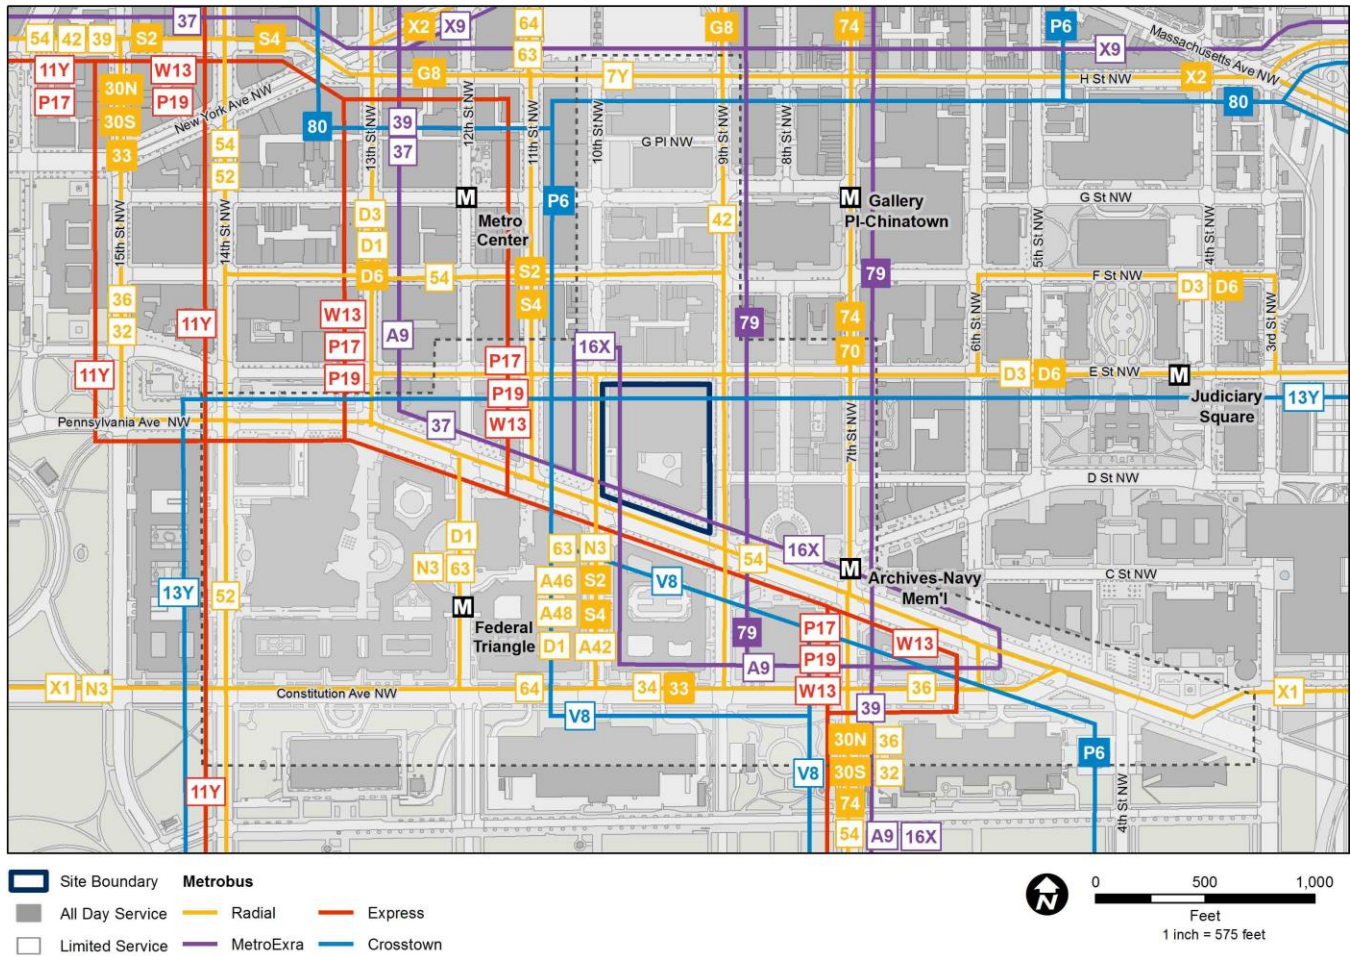 37
64
X2
X9
G8
74
P6
54 42 39 S2
S4
63
X9
Massachusetts Ave NW
11Y
W13
G8
7Y
H St NW
X2
30N
P17
P19
New York Ave NW
80
30S
39
80
33
54
37
13th St NW
12th St NW
11th St NW
10th St NW
G Pl NW
9th St NW
8th St NW
52
M
P6
M
Gallery
Pl-Chinatown
G St NW
D3
Metro
Center
42
15th St NW
14th St NW
5th St NW
4th St NW
D1
D6
54
S2
79
F St NW
D3 D6
36
S4
32
11Y
W13
A9
79
74
6th St NW
3rd St NW
P17
16X
70
11Y
P19
P17
D3 D6
E St NW
M
P19
Judiciary
Square
13Y
Pennsylvania Ave NW
37
W13
7th St NW
D St NW
D1
63 N3
54
16X
N3 63
A46 S2
V8
M
Archives-Navy
Mem'l
C St NW
13Y
52
M
A48 S4
Federal
Triangle
D1 A42
79
P17
W13
P19
A9
X1 N3
Constitution Ave NW
64
34 33
W13
36
X1
V8
39
30N 36
P6
11Y
V8
30S 32
74
4th St NW
54 A9 16X
Site Boundary
Metrobus
All Day Service
Radial
Express
Limited Service
MetroExra
Crosstown
N
0 500 1,000
Feet
1 inch = 575 feet